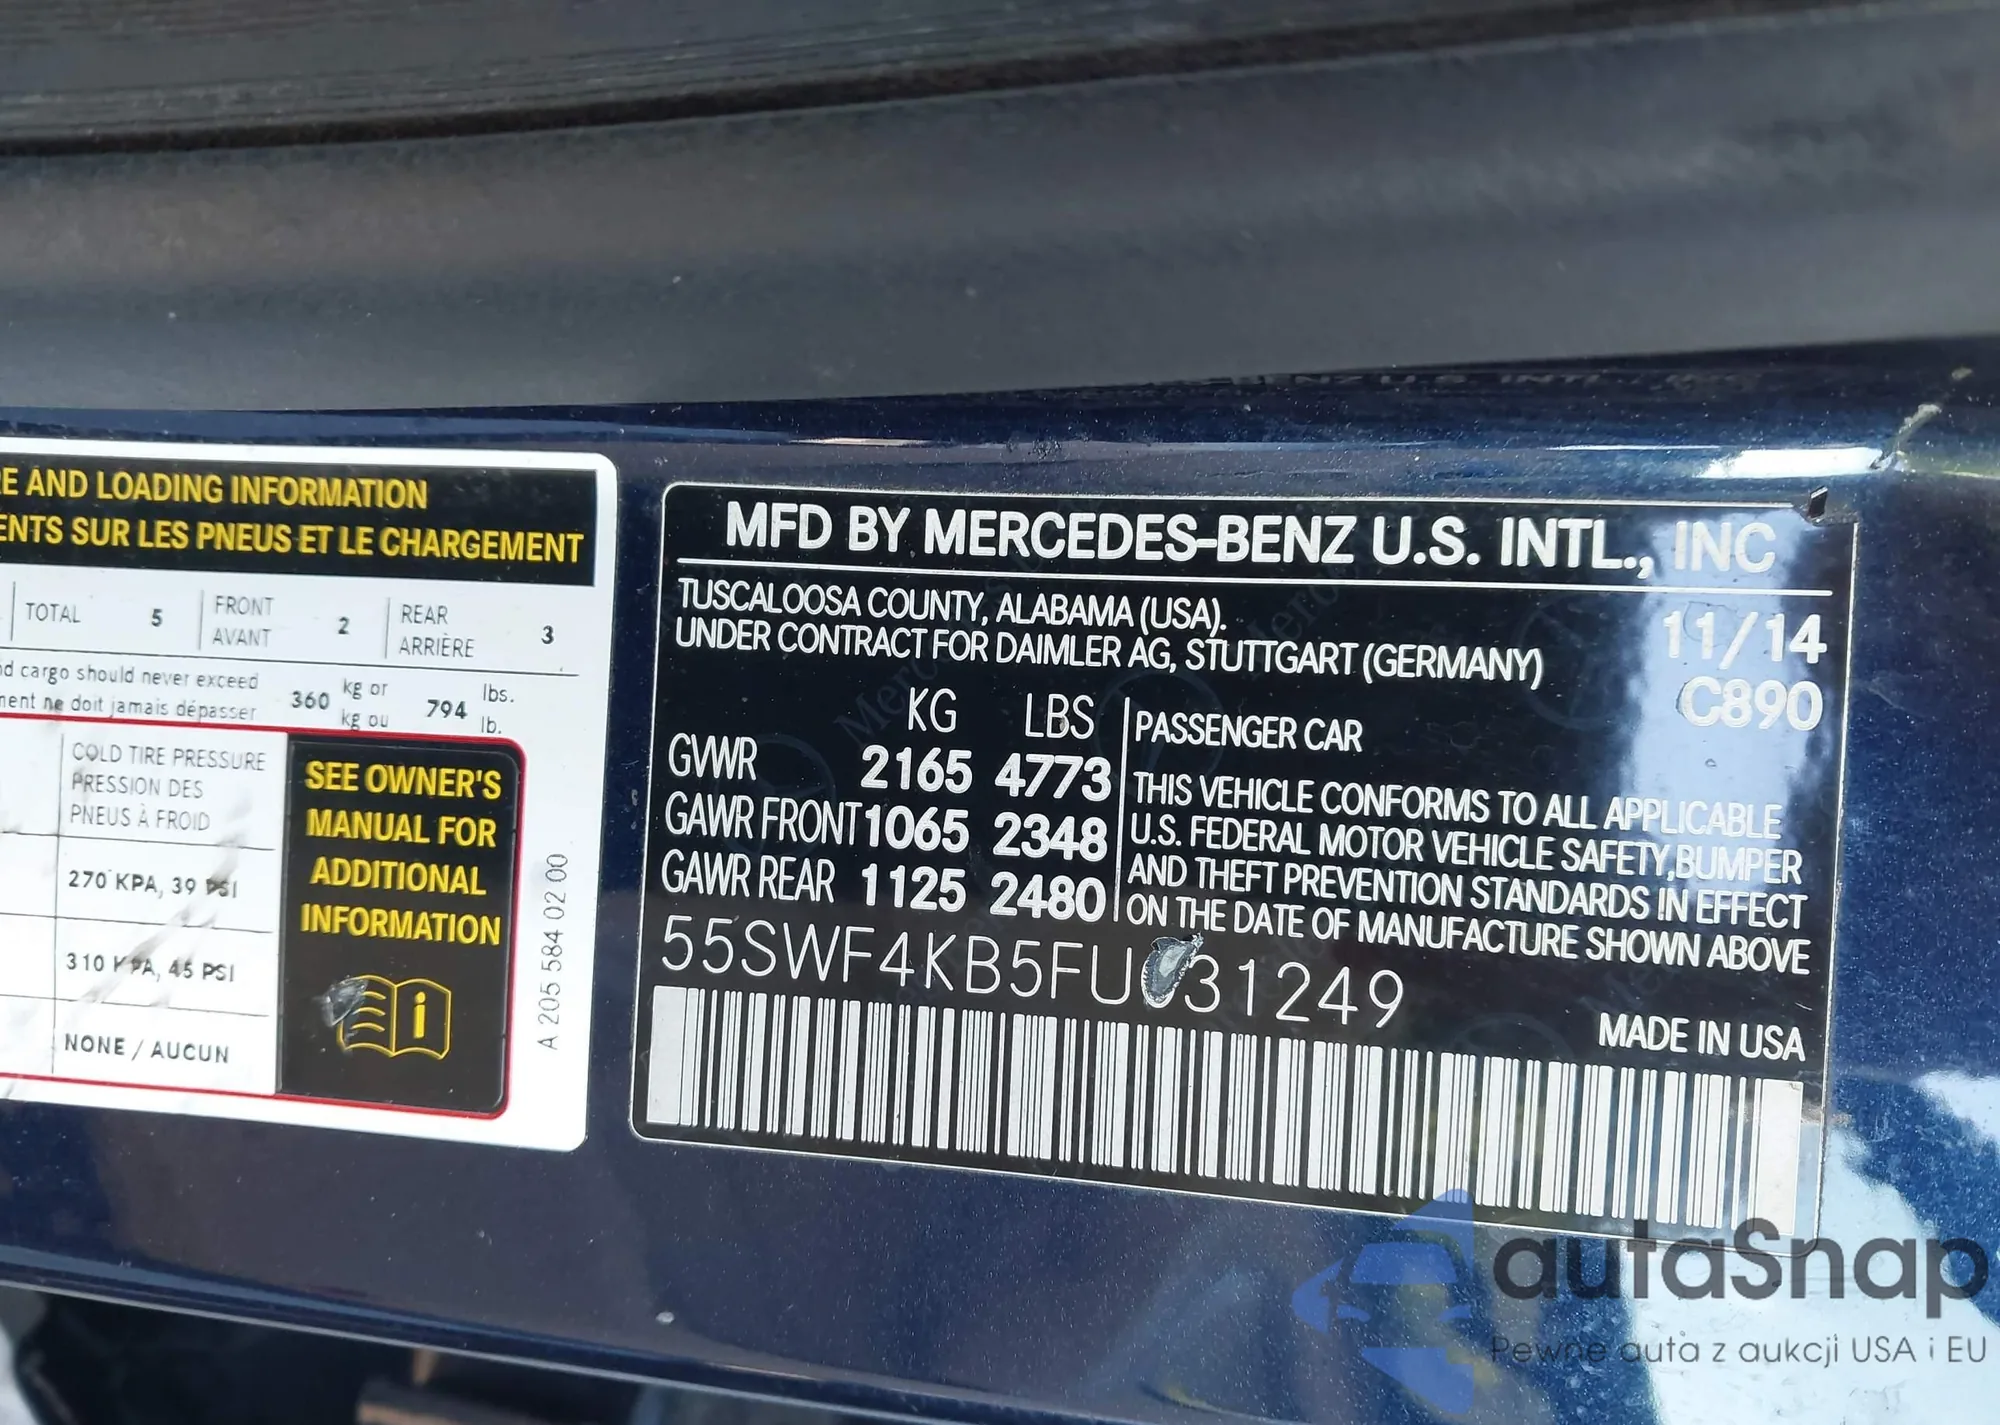 E AND LOADING INFORMATION
ENTS SUR LES PNEUS ET LE CHARGEMENT
TOTAL 5 FRONT 2 REAR 3
AVANT ARRIÈRE
d cargo should never exceed 360 kg or 794 lbs.
ment ne doit jamais dépasser kg ou lb.
COLD TIRE PRESSURE
PRESSION DES
PNEUS À FROID
270 KPA, 39 PSI
310 KPA, 45 PSI
NONE / AUCUN
SEE OWNER'S
MANUAL FOR
ADDITIONAL
INFORMATION
A 205 584 02 00
MFD BY MERCEDES-BENZ U.S. INTL., INC
TUSCALOOSA COUNTY, ALABAMA (USA).
UNDER CONTRACT FOR DAIMLER AG, STUTTGART (GERMANY)
11/14
C890
KG LBS
GVWR 2165 4773
GAWR FRONT 1065 2348
GAWR REAR 1125 2480
PASSENGER CAR
THIS VEHICLE CONFORMS TO ALL APPLICABLE
U.S. FEDERAL MOTOR VEHICLE SAFETY,BUMPER
AND THEFT PREVENTION STANDARDS IN EFFECT
ON THE DATE OF MANUFACTURE SHOWN ABOVE
55SWF4KB5FU031249
MADE IN USA
autaSnap
Pewne auta z aukcji USA i EU